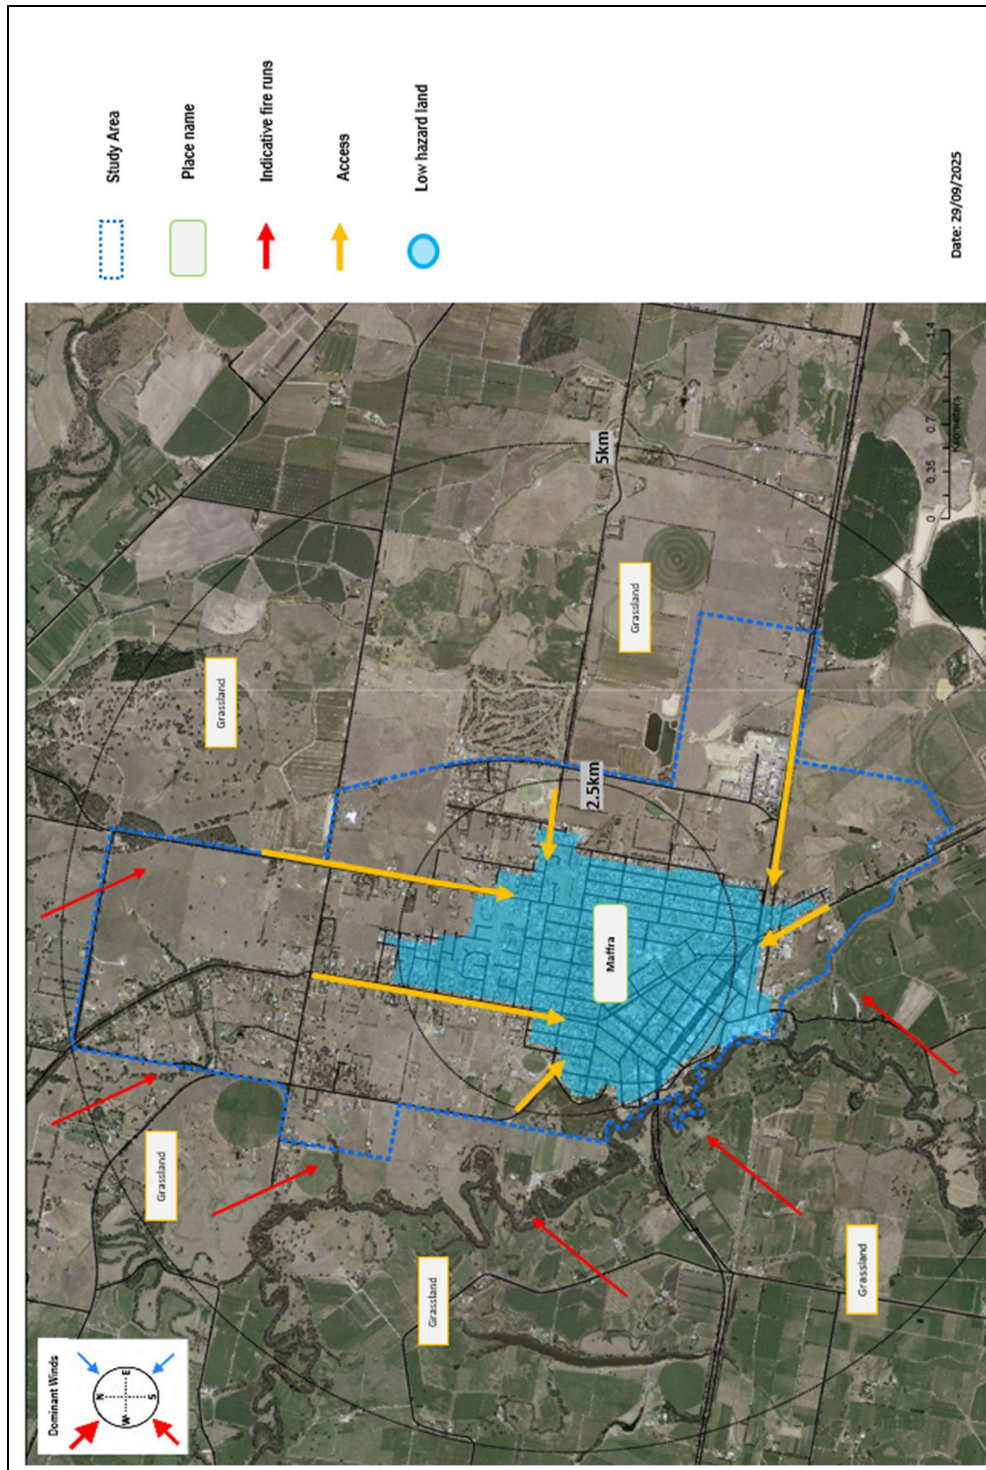 Study Area
Place name
Indicative fire runs
Access
Low hazard land
Date: 29/09/2025
Dominant Winds
N
W
E
S
Grassland
Grassland
Grassland
Grassland
Grassland
Maffra
2.5km
5km
0 0.35 0.7 1.4
Kilometers